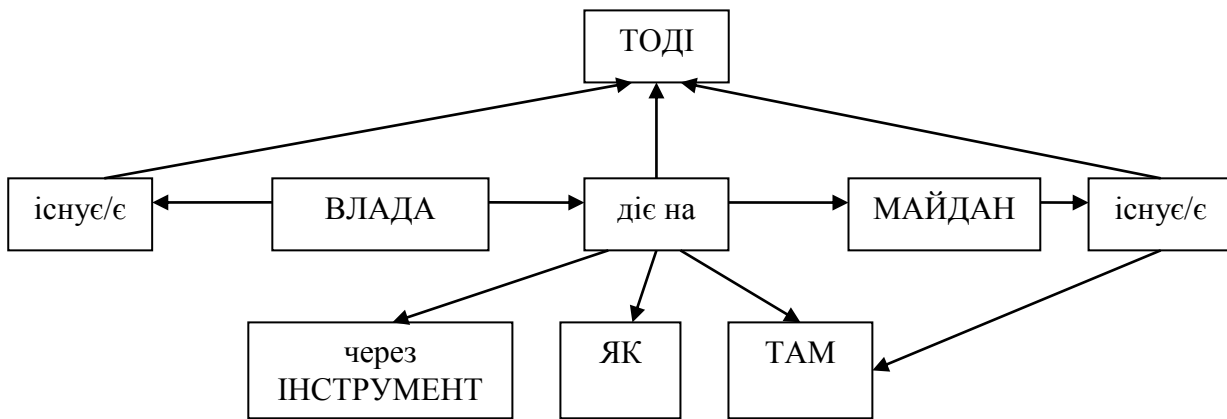 ТОДІ
існує/є
ВЛАДА
діє на
МАЙДАН
існує/є
через
ІНСТРУМЕНТ
ЯК
ТАМ